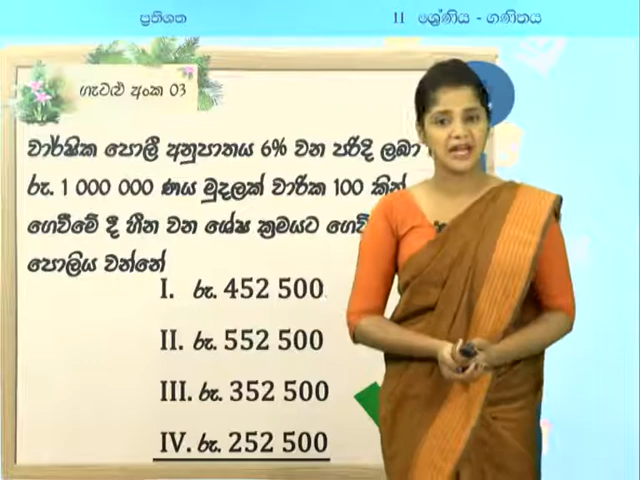 ප්‍රතිශත
11 ශ්‍රේණිය - ගණිතය
ගැටළු අංක 03
වාර්ෂික පොලී අනුපාතය 6% වන පරිදි ලබා
රු. 1 000 000 ණය මුදලක් වාරික 100 කින්
ගෙවීමේ දී හීන වන ශේෂ ක්‍රමයට
පොලිය වන්නේ
I. රු. 452 500
II. රු. 552 500
III. රු. 352 500
IV. රු. 252 500